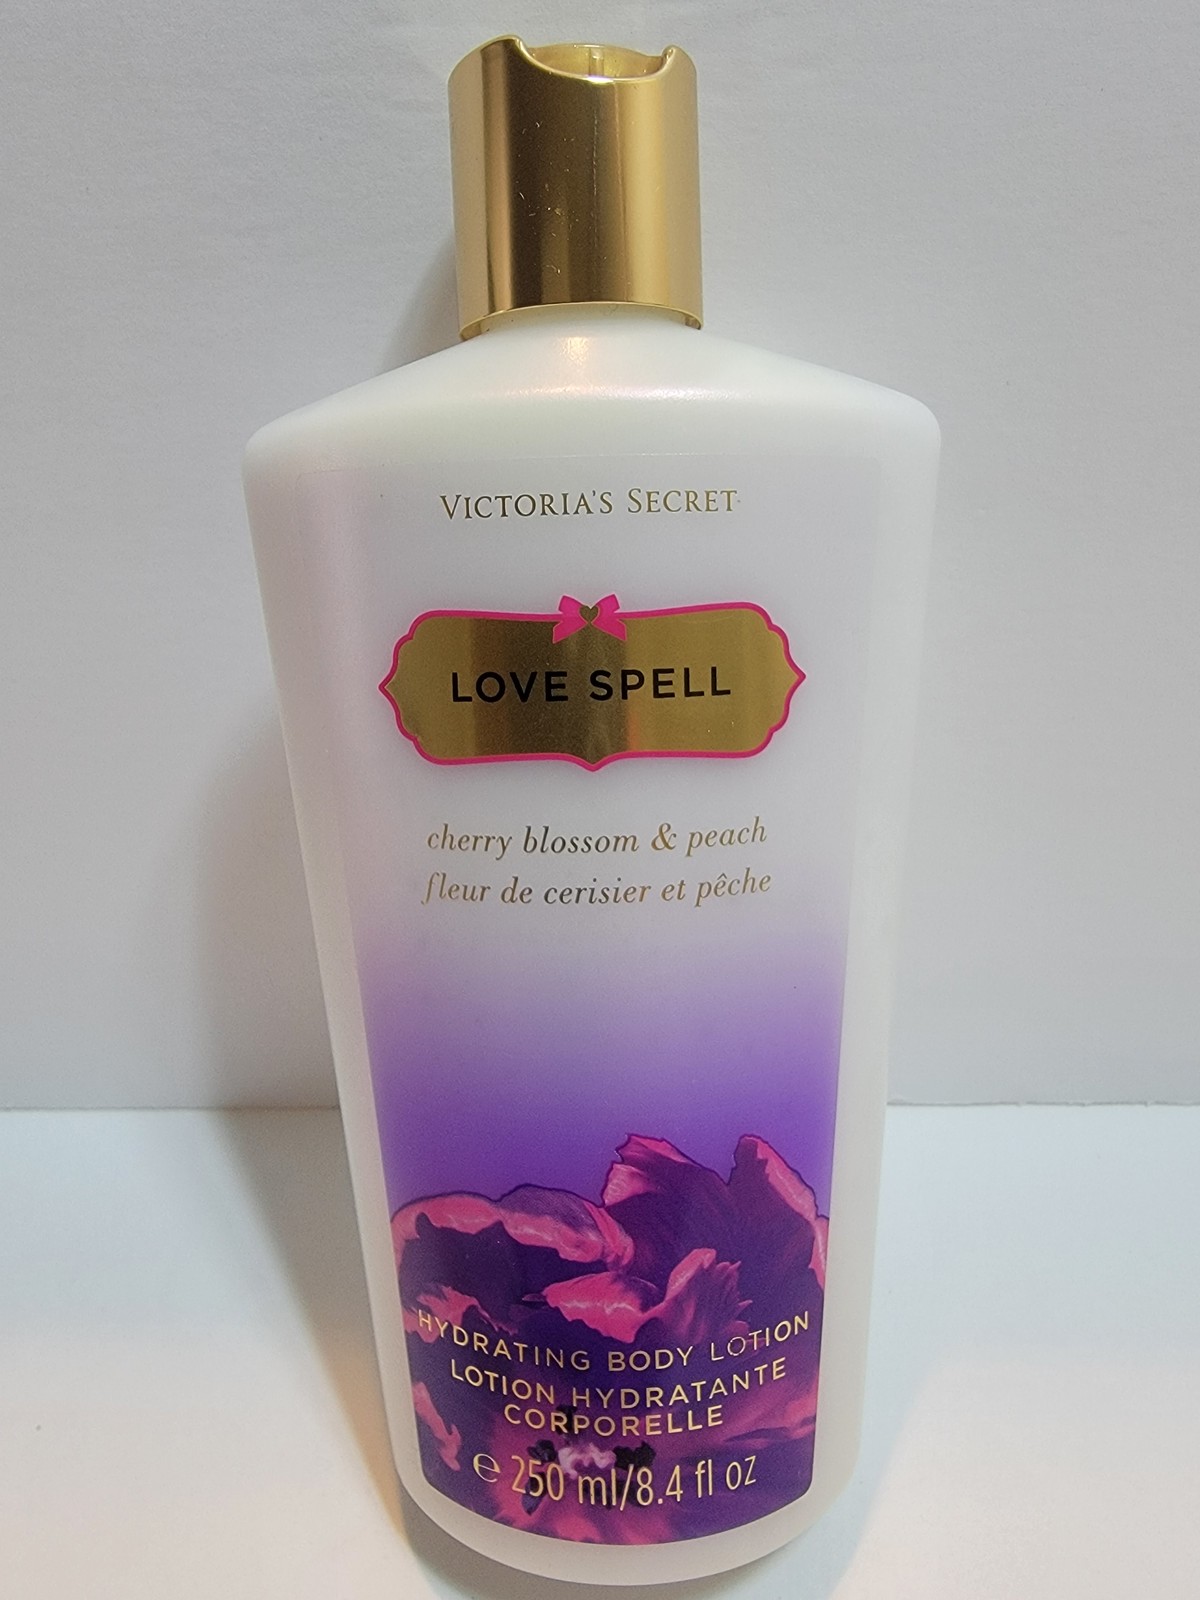 VICTORIA'S SECRET
LOVE SPELL
cherry blossom & peach
fleur de cerisier et pêche
HYDRATING BODY LOTION
LOTION HYDRATANTE
CORPORELLE
℮ 250 ml/8.4 fl oz